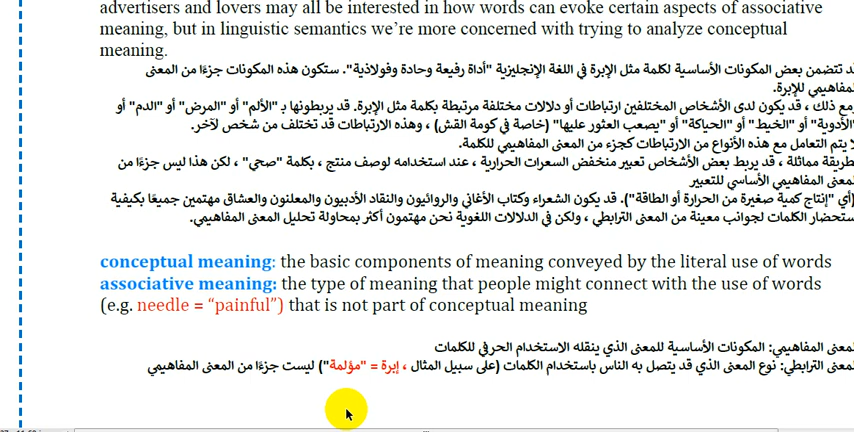 advertisers and lovers may all be interested in how words can evoke certain aspects of associative
meaning, but in linguistic semantics we're more concerned with trying to analyze conceptual
meaning.
تتضمن بعض المكونات الأساسية لكلمة مثل الإبرة في اللغة الإنجليزية "أداة رفيعة وحادة وفولاذية". ستكون هذه المكونات جزءًا من المعنى
المفاهيمي للإبرة.
مع ذلك ، قد يكون لدى الأشخاص المختلفين ارتباطات أو دلالات مختلفة مرتبطة بكلمة مثل الإبرة. قد يربطونها بـ "الألم" أو "المرض" أو "الدم" أو
"الأدوية" أو "الخيط" أو "الحياكة" أو "يصعب العثور عليها" (خاصة في كومة القش) ، وهذه الارتباطات قد تختلف من شخص لآخر.
لا يتم التعامل مع هذه الأنواع من الارتباطات كجزء من المعنى المفاهيمي للكلمة.
طريقة مماثلة ، قد يربط بعض الأشخاص تعبير منخفض السعرات الحرارية ، عند استخدامه لوصف منتج ، بكلمة "صحي" ، لكن هذا ليس جزءًا من
المعنى المفاهيمي الأساسي للتعبير
(أي "إنتاج كمية صغيرة من الحرارة أو الطاقة"). قد يكون الشعراء وكتاب الأغاني والروائيون والنقاد الأدبيون والمعلنون والعشاق مهتمين جميعًا بكيفية
ستحضار الكلمات لجوانب معينة من المعنى الترابطي ، ولكن في الدلالات اللغوية نحن مهتمون أكثر بمحاولة تحليل المعنى المفاهيمي.
conceptual meaning: the basic components of meaning conveyed by the literal use of words
associative meaning: the type of meaning that people might connect with the use of words
(e.g. needle = "painful") that is not part of conceptual meaning
المعنى المفاهيمي: المكونات الأساسية للمعنى الذي ينقله الاستخدام الحرفي للكلمات
المعنى الترابطي: نوع المعنى الذي قد يتصل به الناس باستخدام الكلمات (على سبيل المثال ، إبرة = "مؤلمة") ليست جزءًا من المعنى المفاهيمي